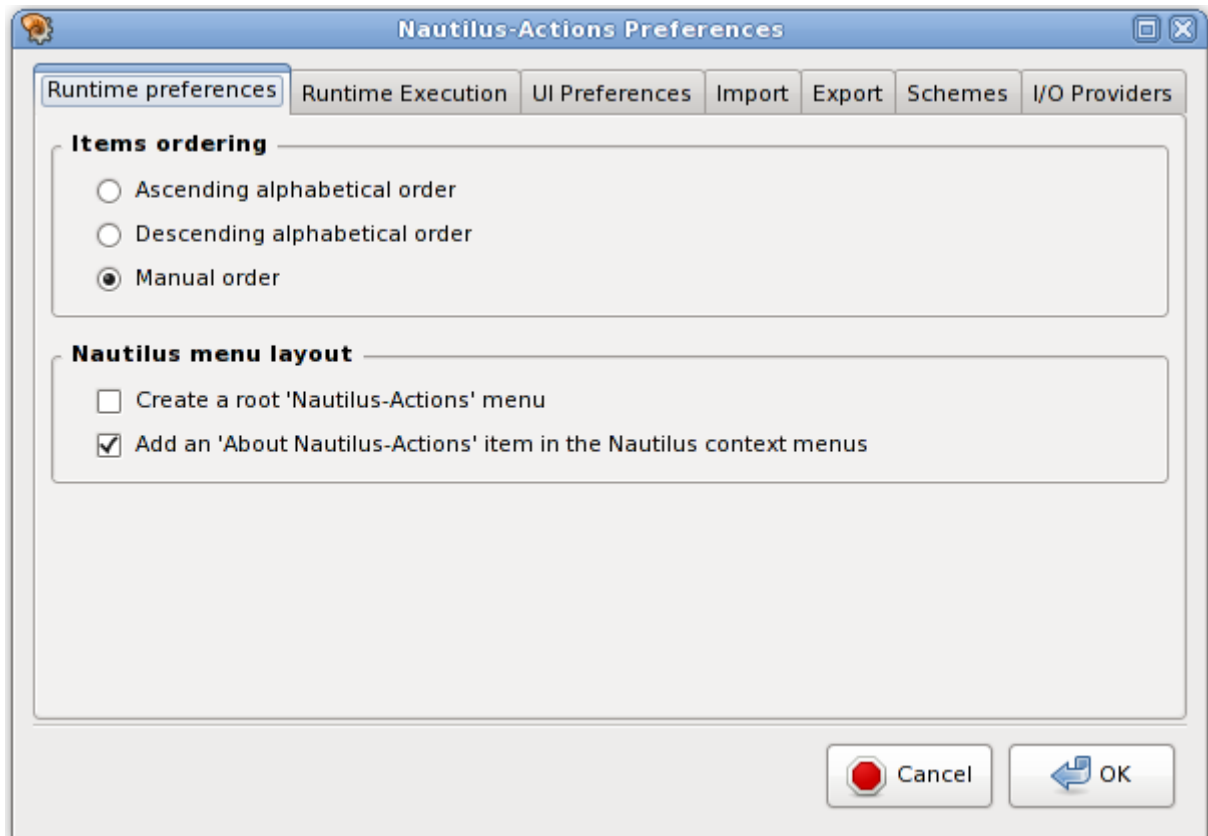 Nautilus-Actions Preferences
Runtime preferences Runtime Execution UI Preferences Import Export Schemes I/O Providers
Items ordering
Ascending alphabetical order
Descending alphabetical order
Manual order
Nautilus menu layout
Create a root 'Nautilus-Actions' menu
Add an 'About Nautilus-Actions' item in the Nautilus context menus
Cancel OK